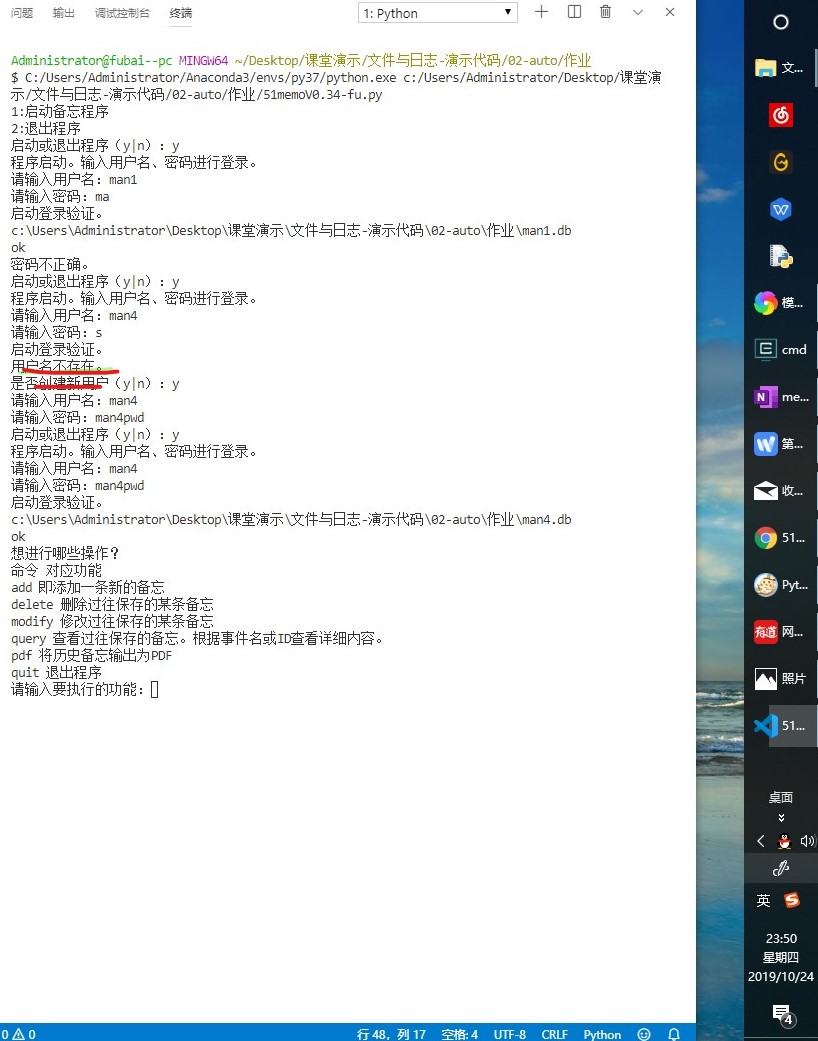 问题 输出 调试控制台 终端 1: Python
Administrator@fubai--pc MINGW64 ~/Desktop/课堂演示/文件与日志-演示代码/02-auto/作业
$ C:/Users/Administrator/Anaconda3/envs/py37/python.exe c:/Users/Administrator/Desktop/课堂演
示/文件与日志-演示代码/02-auto/作业/51memoV0.34-fu.py
1:启动备忘程序
2:退出程序
启动或退出程序（y|n）: y
程序启动。输入用户名、密码进行登录。
请输入用户名: man1
请输入密码: ma
启动登录验证。
c:\Users\Administrator\Desktop\课堂演示\文件与日志-演示代码\02-auto\作业\man1.db
ok
密码不正确。
启动或退出程序（y|n）: y
程序启动。输入用户名、密码进行登录。
请输入用户名: man4
请输入密码: s
启动登录验证。
用户名不存在。
是否创建新用户（y|n）: y
请输入用户名: man4
请输入密码: man4pwd
启动或退出程序（y|n）: y
程序启动。输入用户名、密码进行登录。
请输入用户名: man4
请输入密码: man4pwd
启动登录验证。
c:\Users\Administrator\Desktop\课堂演示\文件与日志-演示代码\02-auto\作业\man4.db
ok
想进行哪些操作？
命令 对应功能
add 即添加一条新的备忘
delete 删除过往保存的某条备忘
modify 修改过往保存的某条备忘
query 查看过往保存的备忘。根据事件名或ID查看详细内容。
pdf 将历史备忘输出为PDF
quit 退出程序
请输入要执行的功能:
0 0 行 48，列 17 空格: 4 UTF-8 CRLF Python
文...
模...
cmd
me...
第...
收...
51...
Pyt...
有道 网...
照片
51...
桌面
英
23:50
星期四
2019/10/24
4